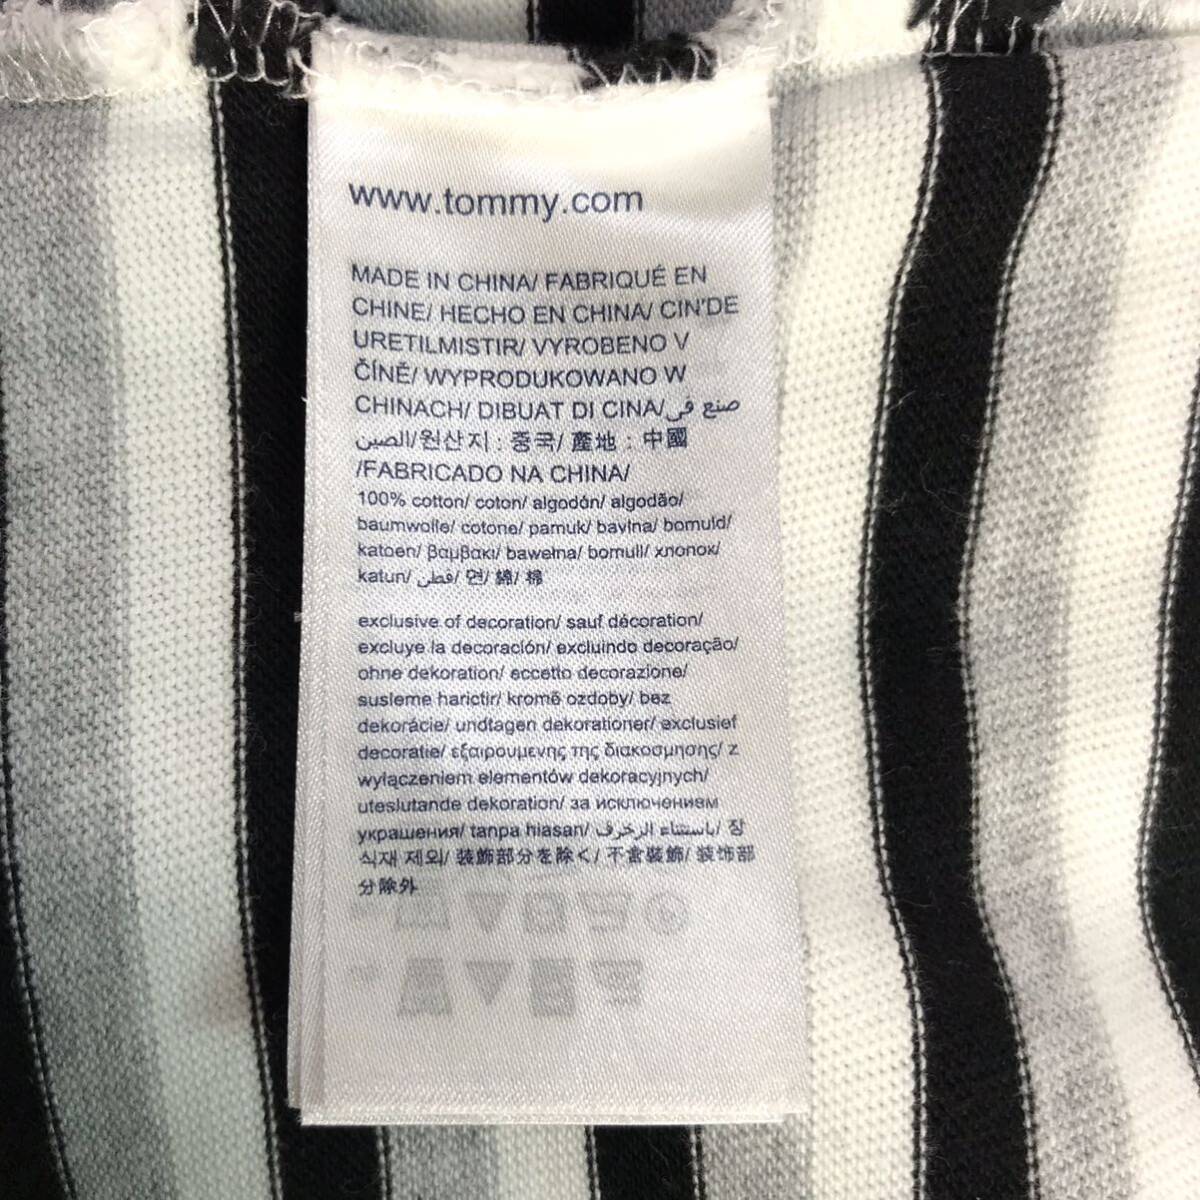 www.tommy.com
MADE IN CHINA/ FABRIQUÉ EN
CHINE/ HECHO EN CHINA/ CIN'DE
URETILMISTIR/ VYROBENO V
ČÍNĚ/ WYPRODUKOWANO W
CHINACH/ DIBUAT DI CINA/ صنع في
الصين/원산지 : 중국/ 產地 : 中國
/FABRICADO NA CHINA/
100% cotton/ coton/ algodón/ algodão/
baumwolle/ cotone/ pamuk/ bavlna/ bomuld/
katoen/ βαμβακι/ bawełna/ bomull/ хлопок/
katun/ قطن/ 면/ 綿/ 棉
exclusive of decoration/ sauf décoration/
excluye la decoración/ excluindo decoração/
ohne dekoration/ eccetto decorazione/
susleme harictir/ kromě ozdoby/ bez
dekorácie/ undtagen dekorationer/ exclusief
decoratie/ εξαιρουμενης της διακοσμησης/ z
wyłączeniem elementów dekoracyjnych/
uteslutande dekoration/ за исключением
украшения/ tanpa hiasan/ باستثناء الزخرف/ 장
식재 제외/ 装飾部分を除く/ 不含裝飾/ 装饰部
分除外